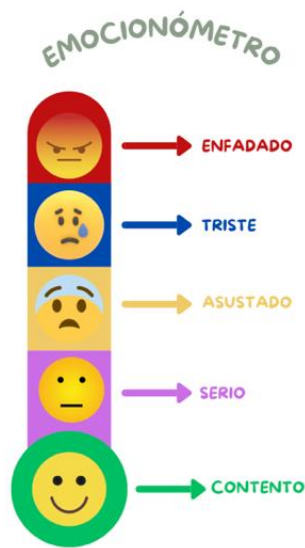 EMOCIONÓMETRO
ENFADADO
TRISTE
ASUSTADO
SERIO
CONTENTO